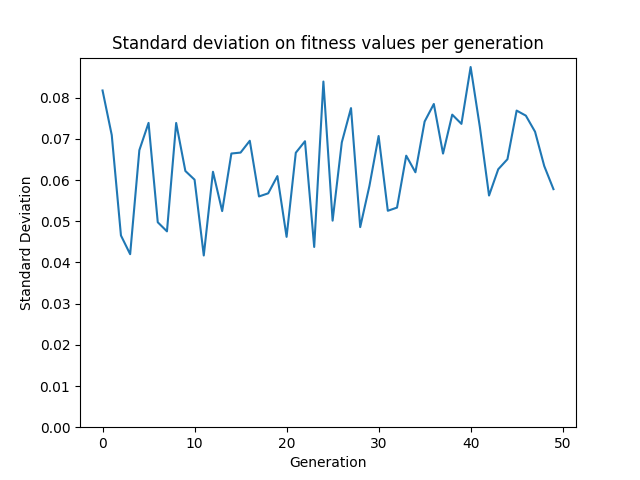 Standard deviation on fitness values per generation
0.08
0.07
0.06
0.05
0.04
0.03
0.02
0.01
0.00
Standard Deviation
0 10 20 30 40 50
Generation